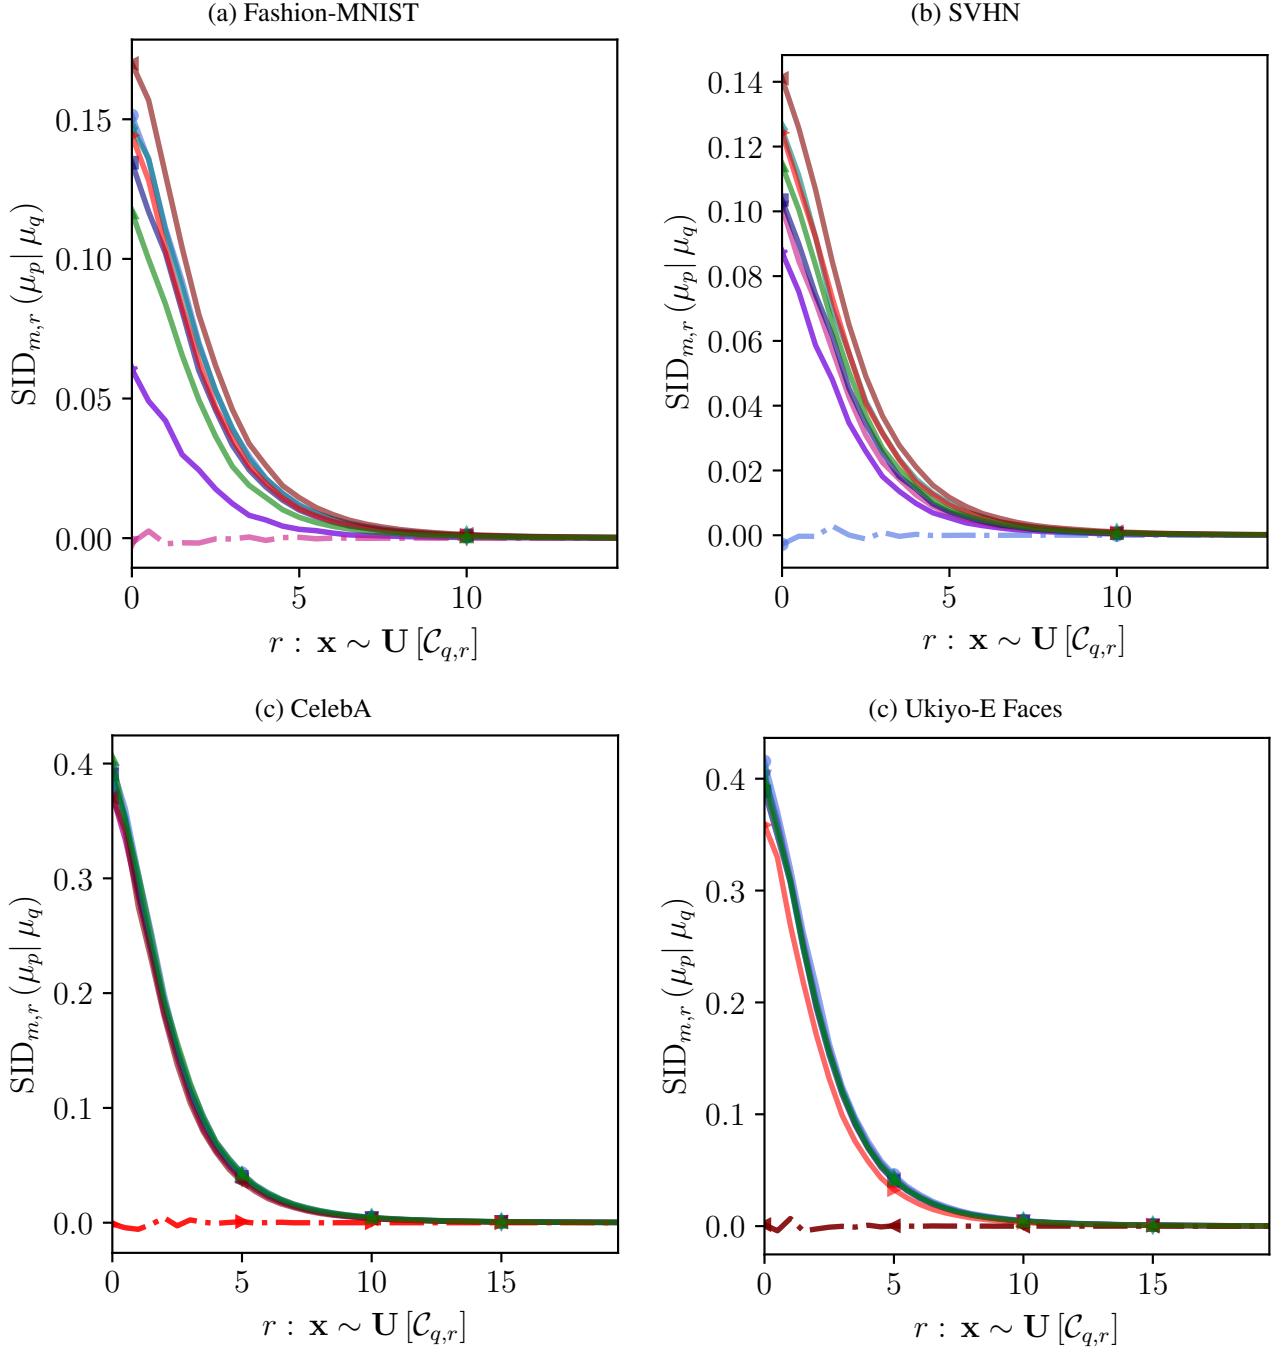 (a) Fashion-MNIST
0.15
0.10
0.05
0.00
SID_{m,r} (μ_p| μ_q)
0 5 10
r : x ∼ U [C_{q,r}]
(b) SVHN
0.14
0.12
0.10
0.08
0.06
0.04
0.02
0.00
SID_{m,r} (μ_p| μ_q)
0 5 10
r : x ∼ U [C_{q,r}]
(c) CelebA
0.4
0.3
0.2
0.1
0.0
SID_{m,r} (μ_p| μ_q)
0 5 10 15
r : x ∼ U [C_{q,r}]
(c) Ukiyo-E Faces
0.4
0.3
0.2
0.1
0.0
SID_{m,r} (μ_p| μ_q)
0 5 10 15
r : x ∼ U [C_{q,r}]